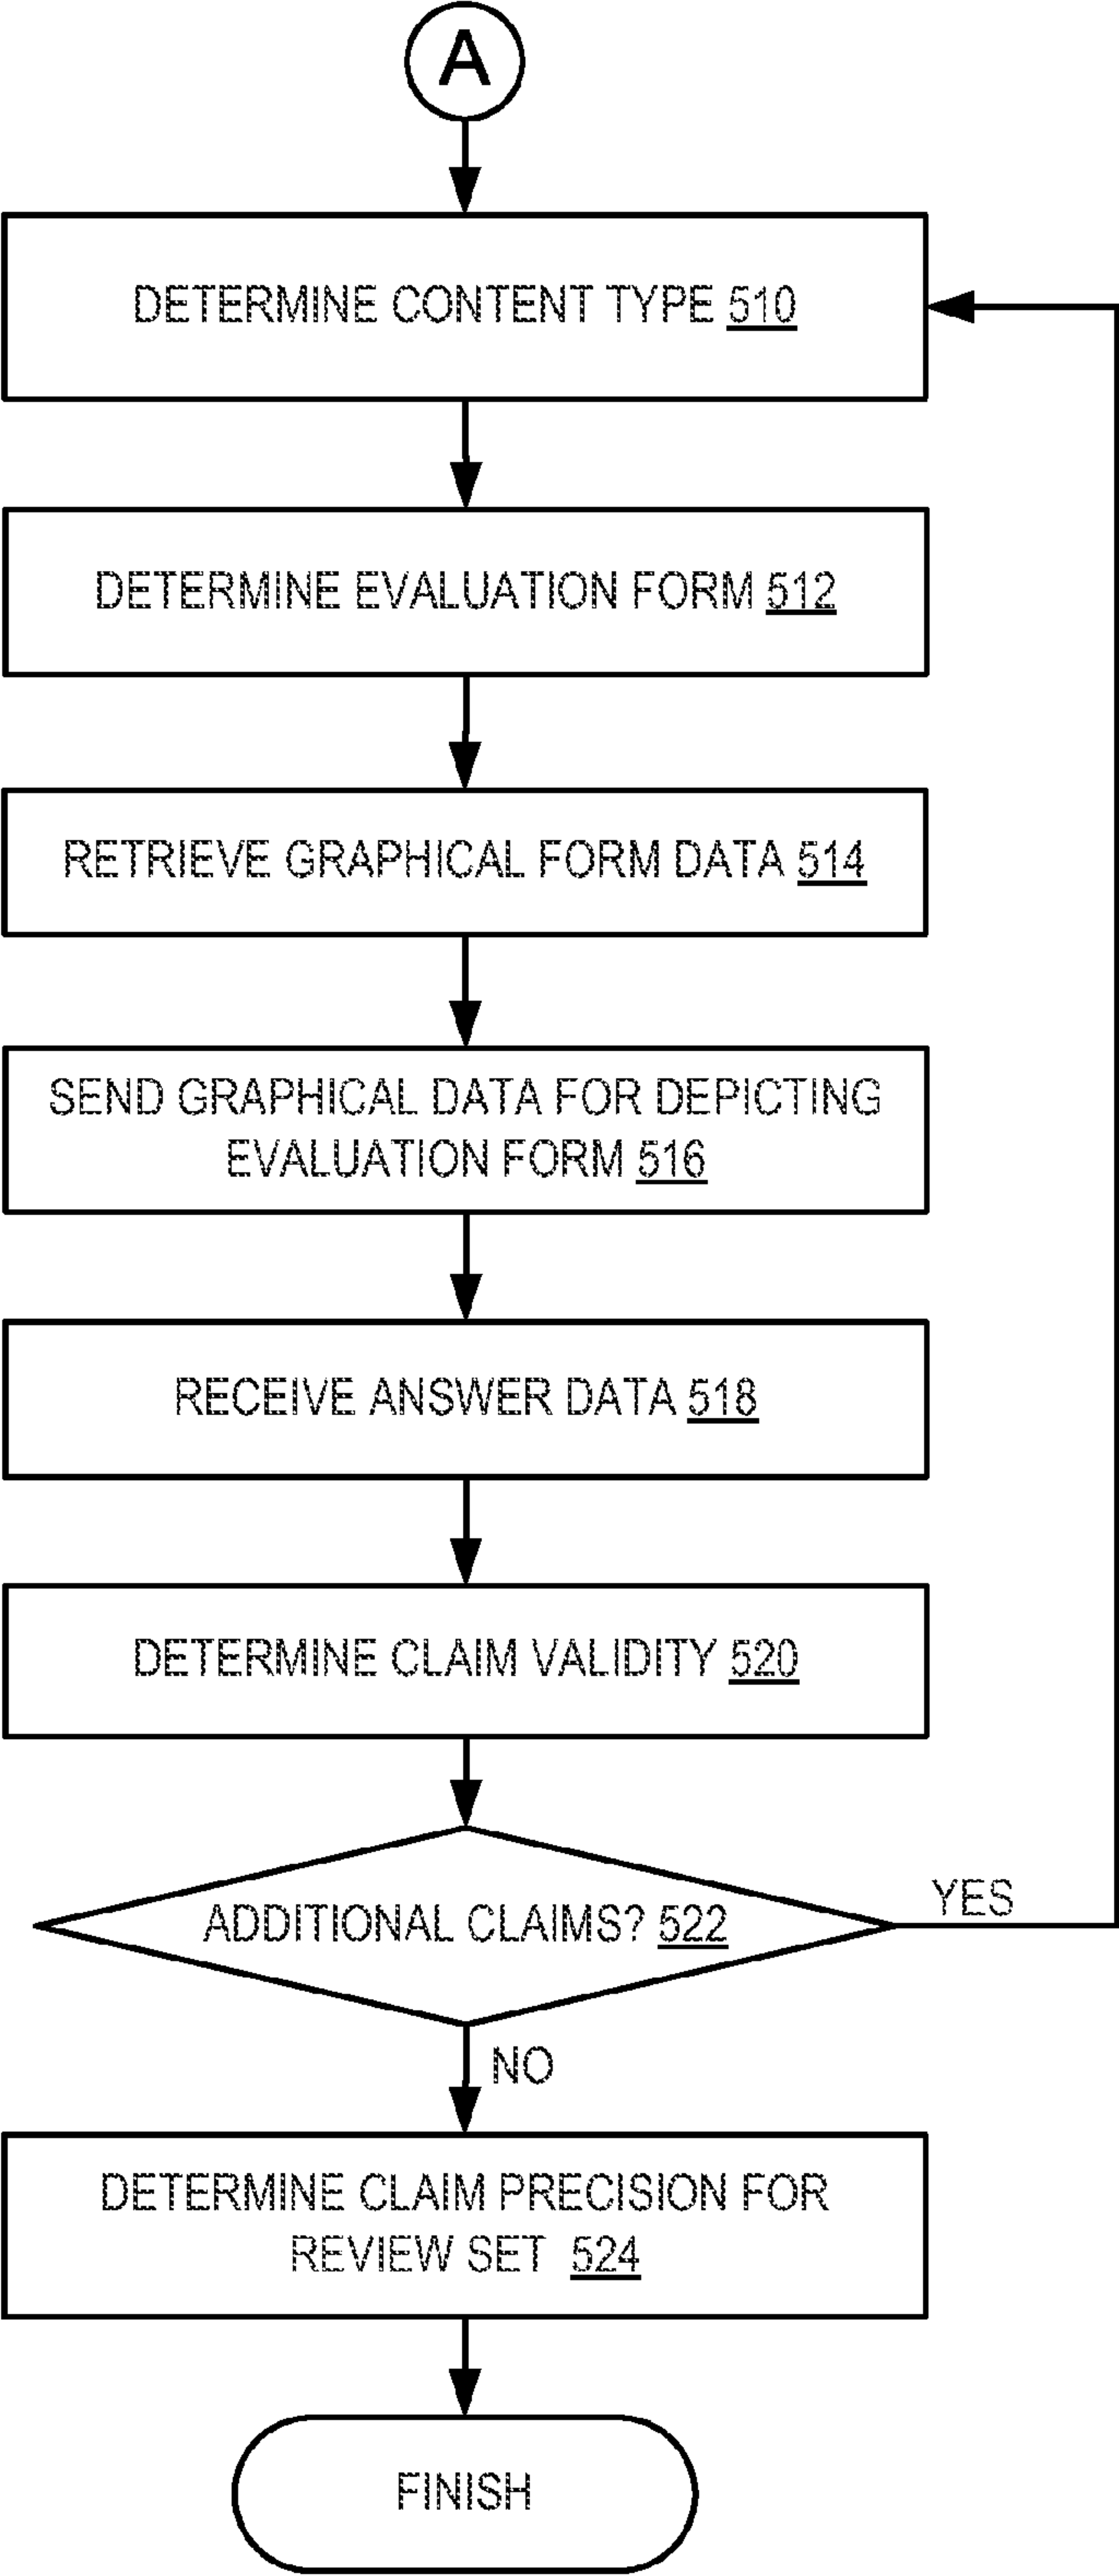 A
DETERMINE CONTENT TYPE 510
DETERMINE EVALUATION FORM 512
RETRIEVE GRAPHICAL FORM DATA 514
SEND GRAPHICAL DATA FOR DEPICTING
EVALUATION FORM 516
RECEIVE ANSWER DATA 518
DETERMINE CLAIM VALIDITY 520
ADDITIONAL CLAIMS? 522
YES
NO
DETERMINE CLAIM PRECISION FOR
REVIEW SET 524
FINISH